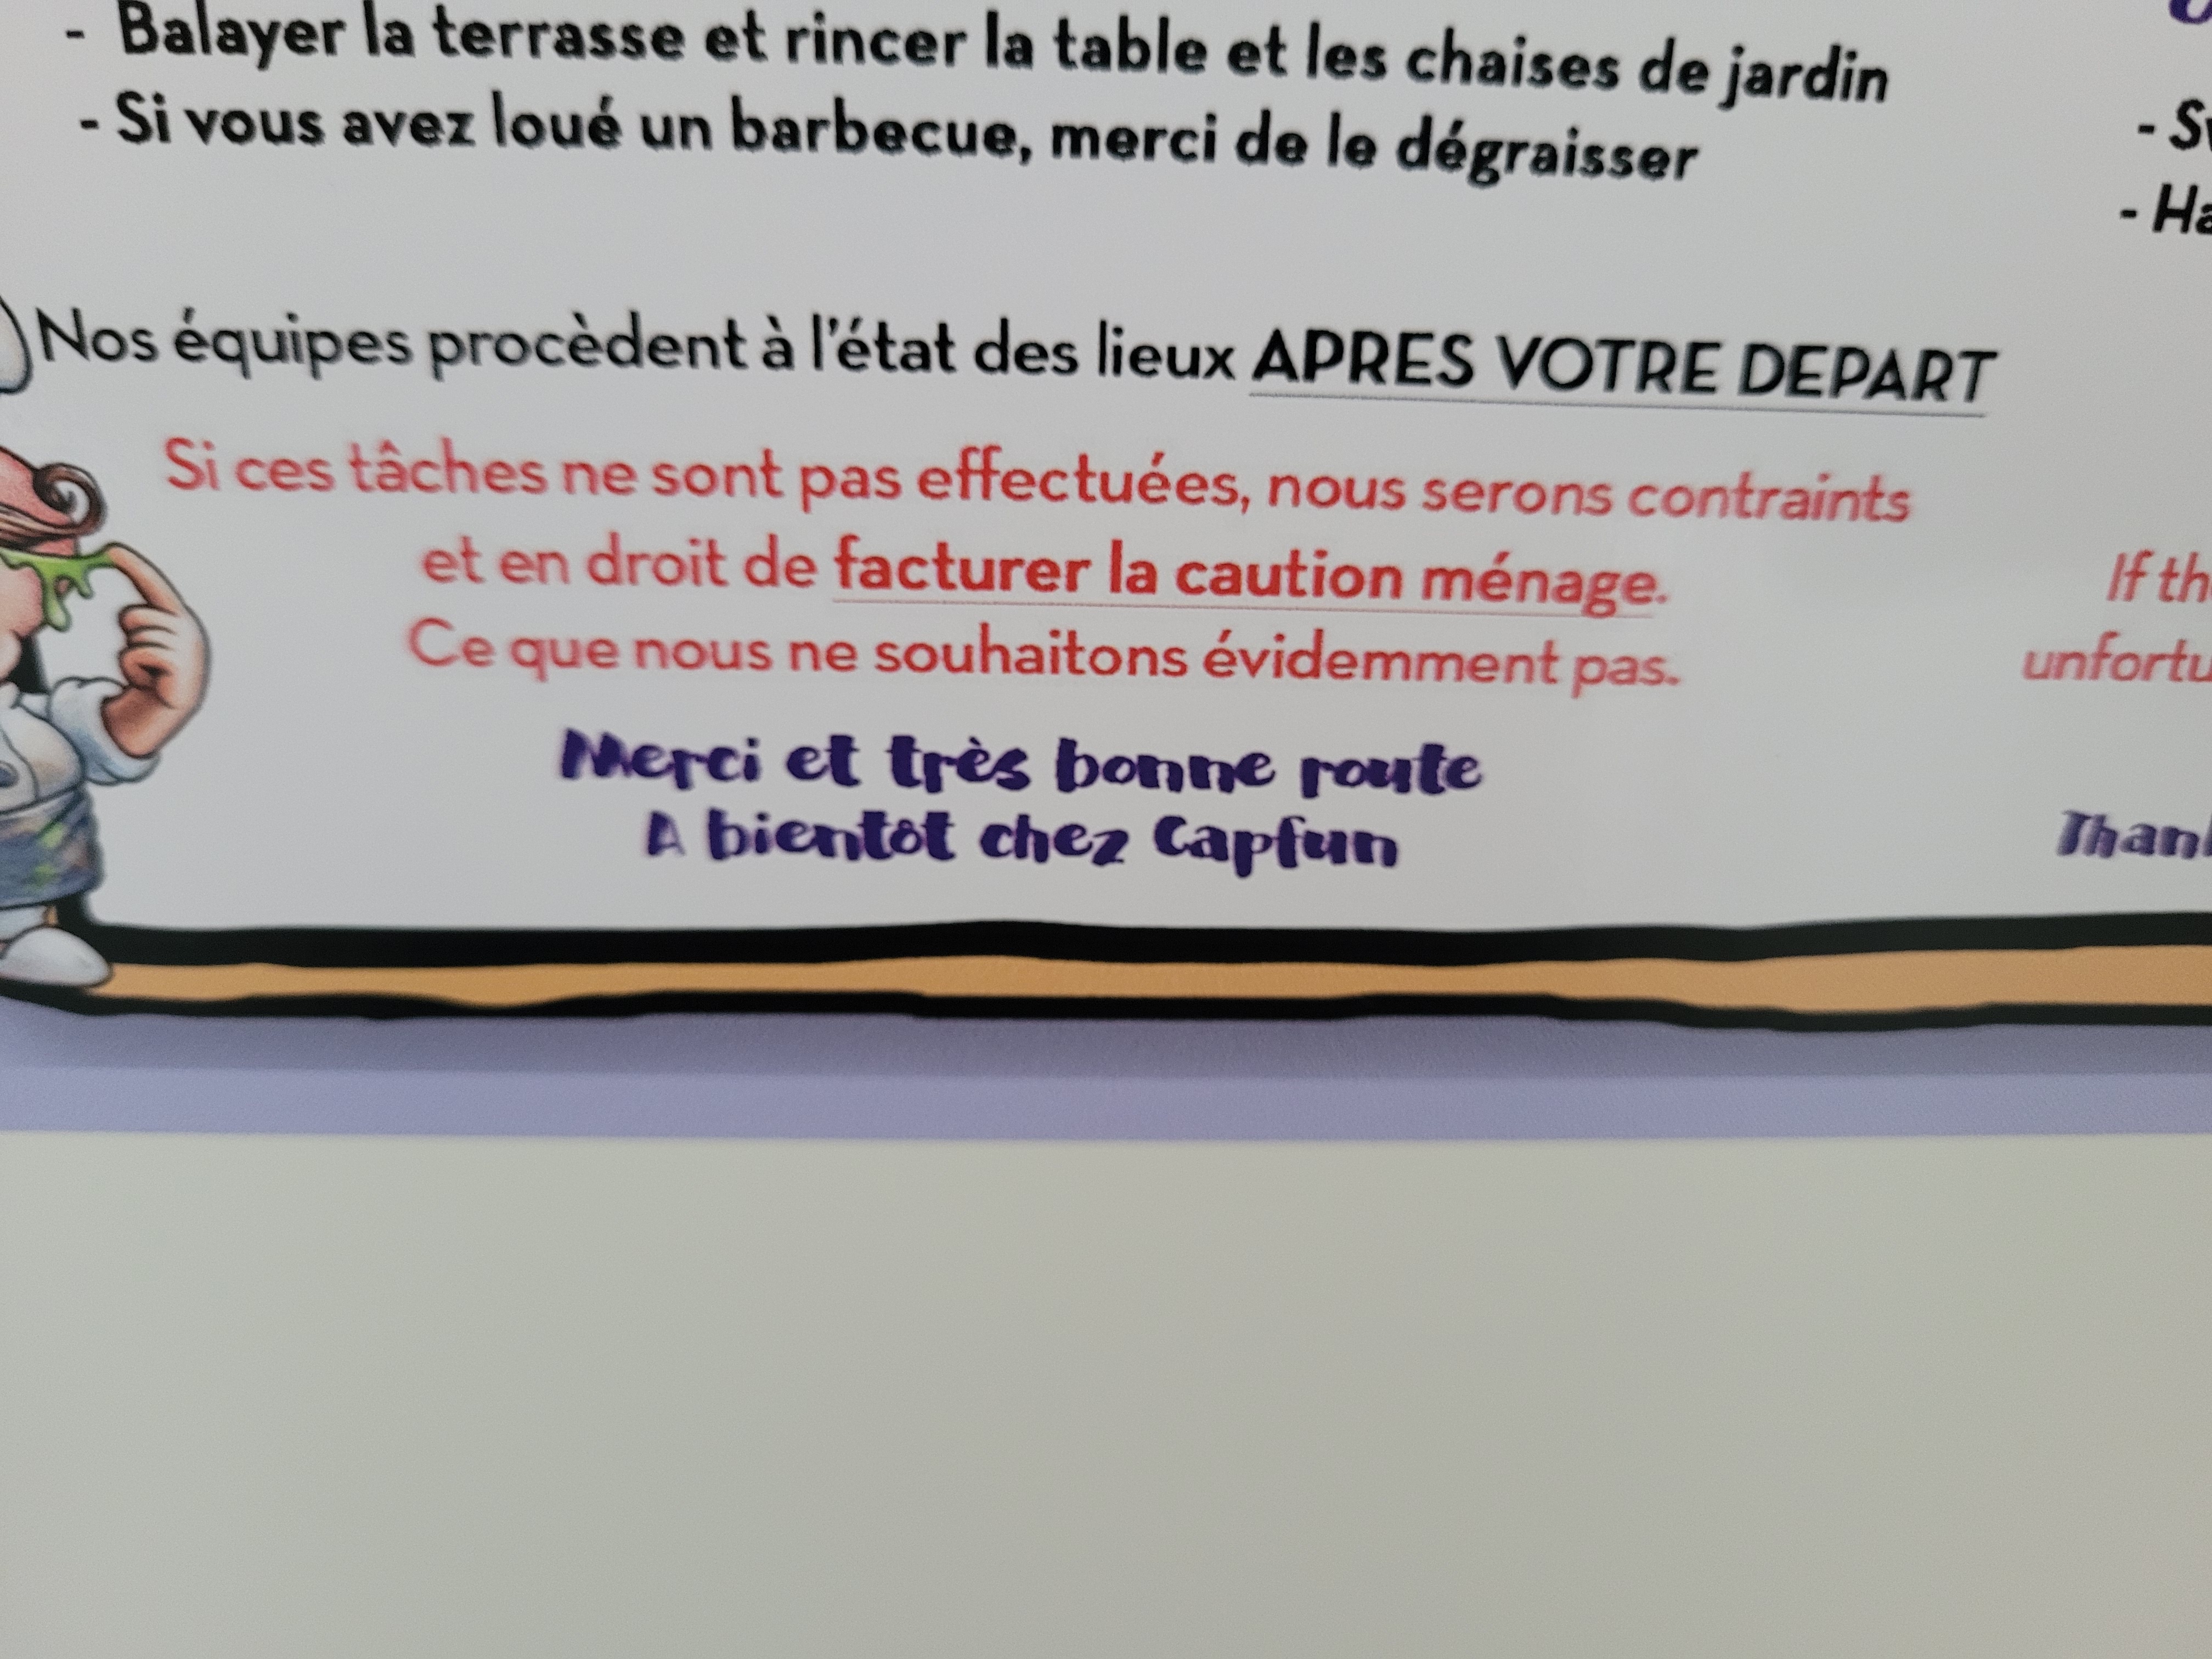 - Balayer la terrasse et rincer la table et les chaises de jardin
- Si vous avez loué un barbecue, merci de le dégraisser
Nos équipes procèdent à l'état des lieux APRES VOTRE DEPART
Si ces tâches ne sont pas effectuées, nous serons contraints
et en droit de facturer la caution ménage.
Ce que nous ne souhaitons évidemment pas.
Merci et très bonne route
A bientôt chez Capfun
- 
- Ha
If